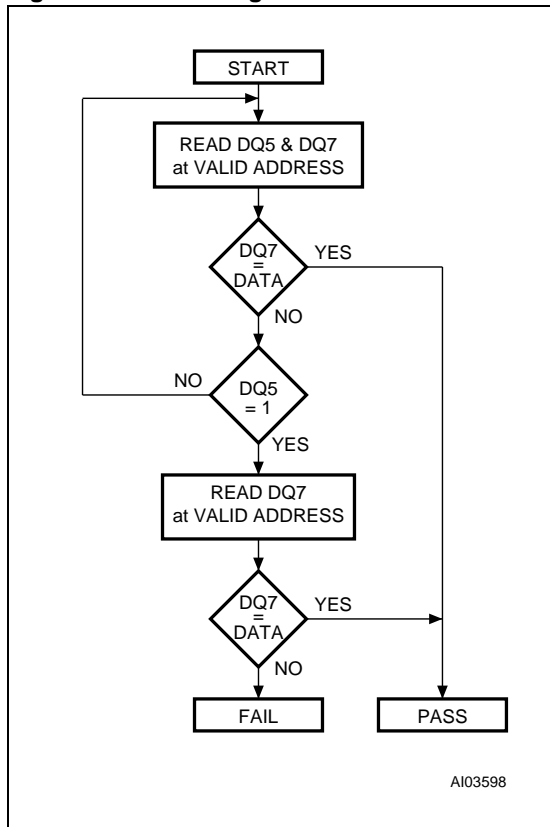 START
READ DQ5 & DQ7
at VALID ADDRESS
DQ7
=
DATA
YES
NO
DQ5
= 1
NO
YES
READ DQ7
at VALID ADDRESS
DQ7
=
DATA
YES
NO
FAIL
PASS
AI03598